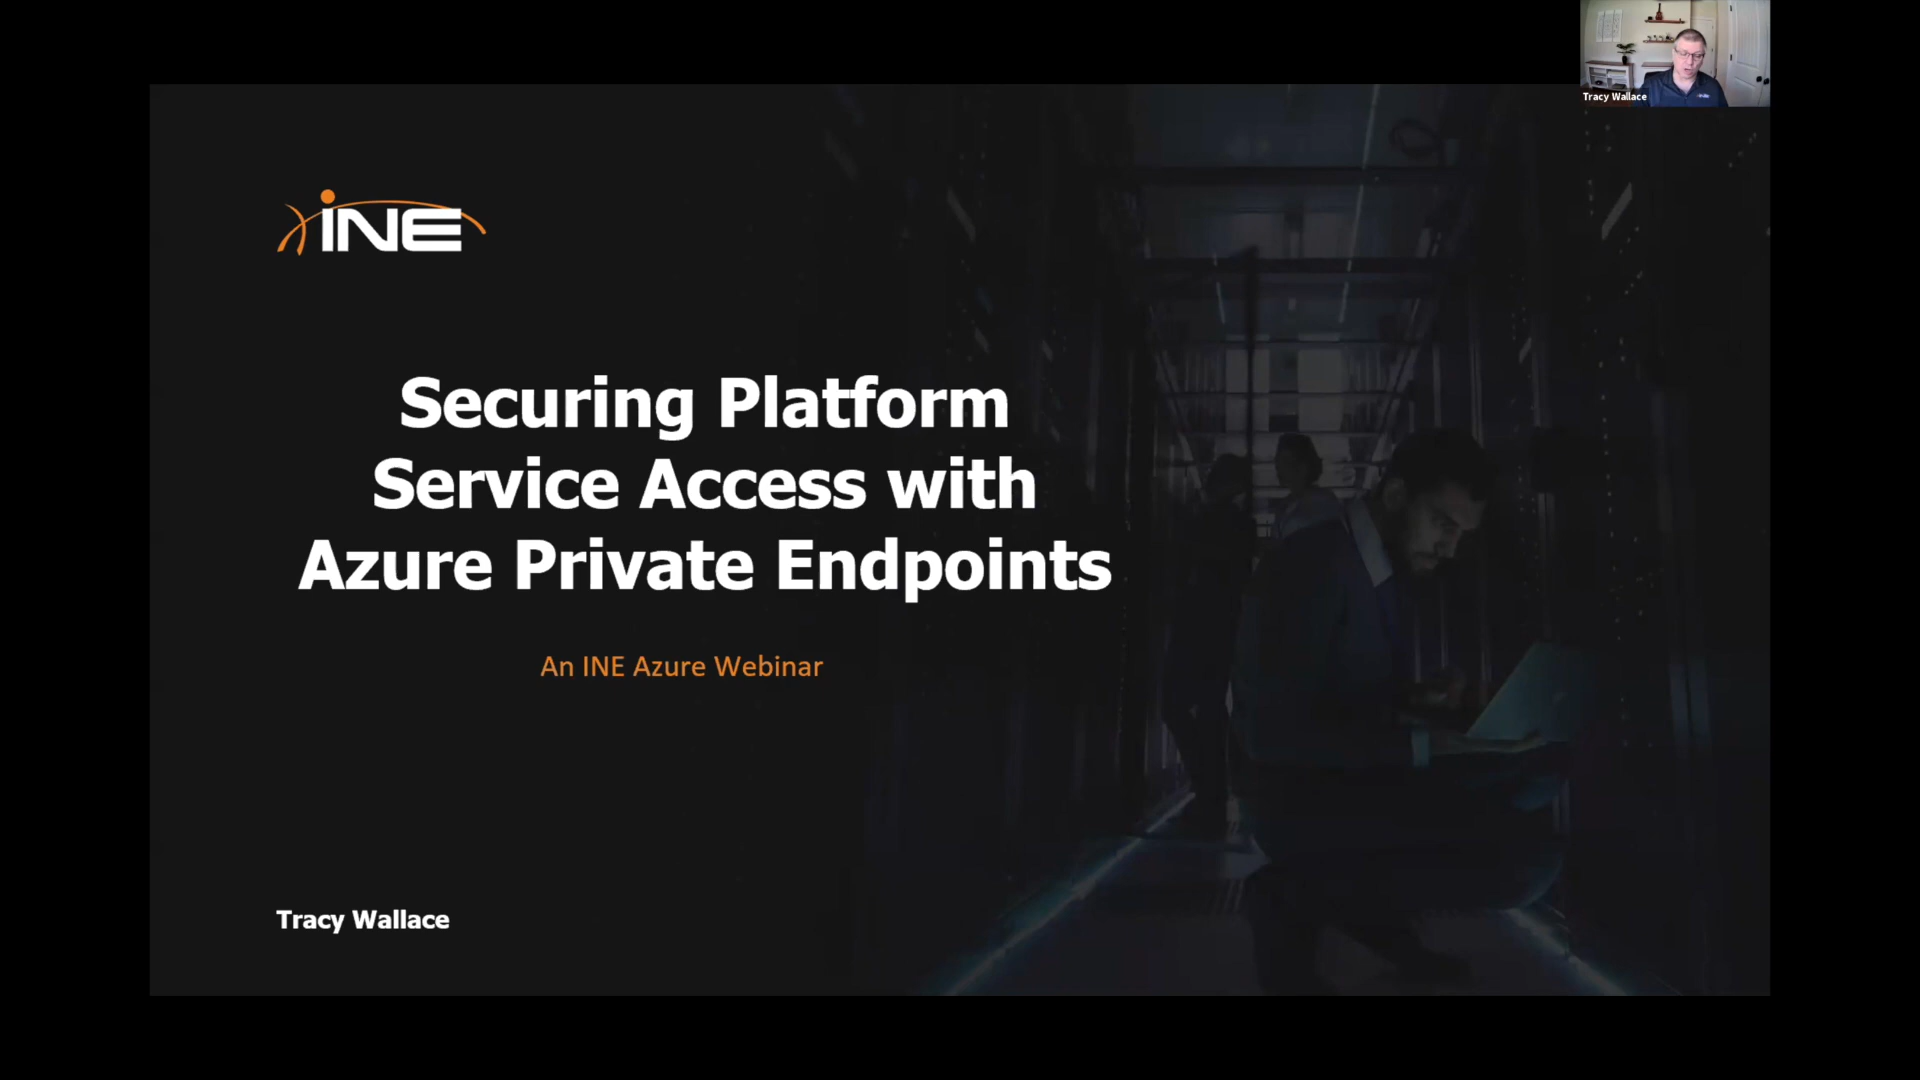 Tracy Wallace
INE
Securing Platform
Service Access with
Azure Private Endpoints
An INE Azure Webinar
Tracy Wallace